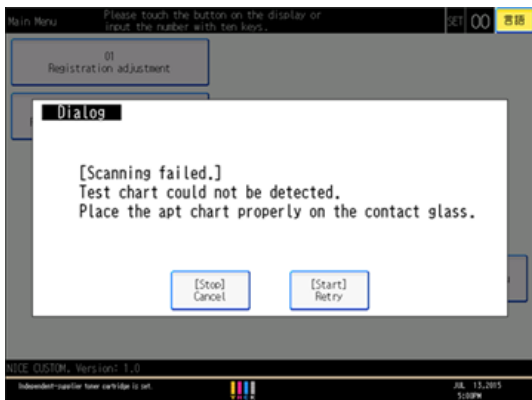 Main Menu
Please touch the button on the display or
input the number with ten keys.
SET 00 言語
01
Registration adjustment
Dialog
[Scanning failed.]
Test chart could not be detected.
Place the apt chart properly on the contact glass.
[Stop]
Cancel
[Start]
Retry
NICE CUSTOM, Version: 1.0
Independent-supplier toner cartridge is set.
Y M C K
JUL 13,2015
5:00PM